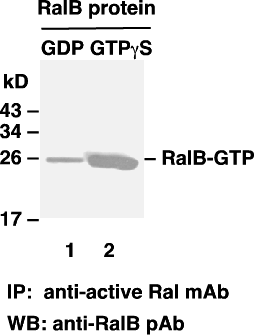 RalB protein
GDP GTPγS
kD
43
34
26
RalB-GTP
17
1 2
IP: anti-active Ral mAb
WB: anti-RalB pAb